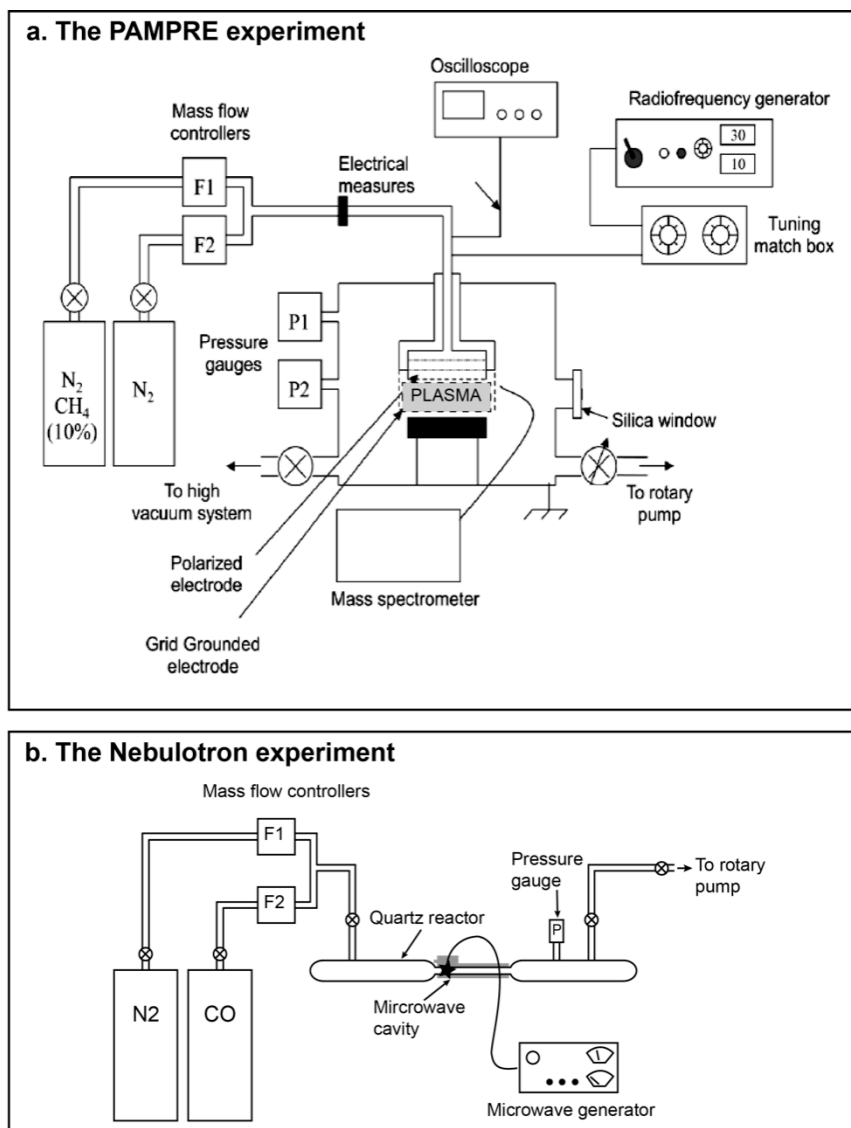 a. The PAMPRE experiment
Oscilloscope
Mass flow
controllers
Radiofrequency generator
30
10
F1
Electrical
measures
F2
Tuning
match box
P1
Pressure
gauges
P2
N₂
CH₄
(10%)
N₂
PLASMA
Silica window
To high
vacuum system
To rotary
pump
Polarized
electrode
Mass spectrometer
Grid Grounded
electrode
b. The Nebulotron experiment
Mass flow controllers
F1
F2
Pressure
gauge
To rotary
pump
Quartz reactor
P
N2
CO
Mircrowave
cavity
Microwave generator